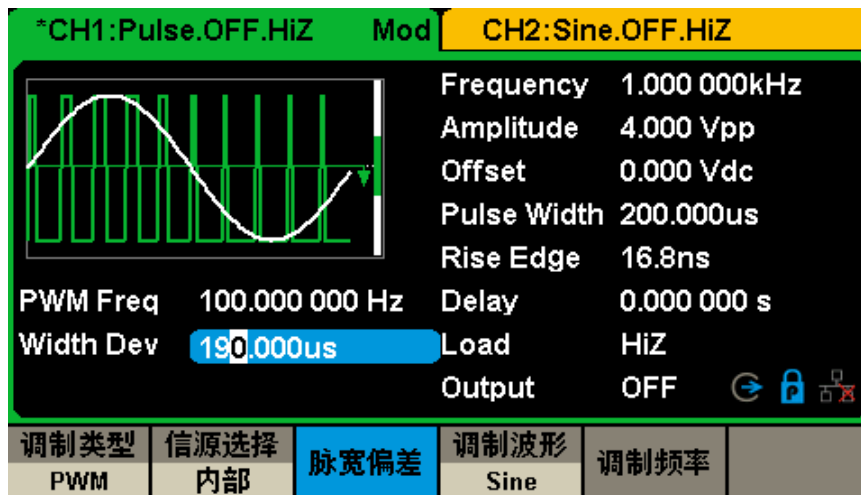 *CH1:Pulse.OFF.HiZ Mod CH2:Sine.OFF.HiZ
Frequency 1.000 000kHz
Amplitude 4.000 Vpp
Offset 0.000 Vdc
Pulse Width 200.000us
Rise Edge 16.8ns
PWM Freq 100.000 000 Hz Delay 0.000 000 s
Width Dev 190.000us Load HiZ
Output OFF P
调制类型 信源选择 脉宽偏差 调制波形 调制频率
PWM 内部 Sine